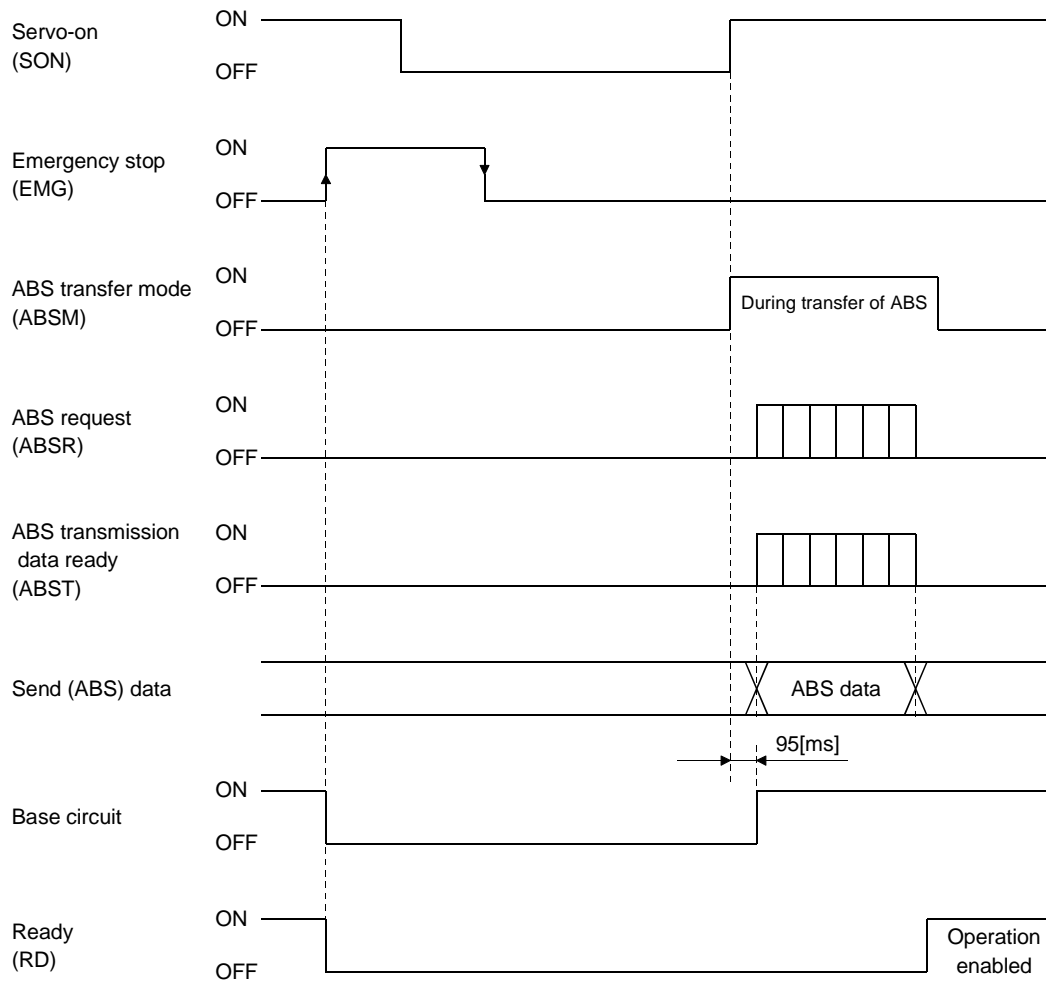 Servo-on
(SON)
ON
OFF
Emergency stop
(EMG)
ON
OFF
ABS transfer mode
(ABSM)
ON
OFF
During transfer of ABS
ABS request
(ABSR)
ON
OFF
ABS transmission
data ready
(ABST)
ON
OFF
Send (ABS) data
ABS data
95[ms]
Base circuit
ON
OFF
Ready
(RD)
ON
OFF
Operation
enabled